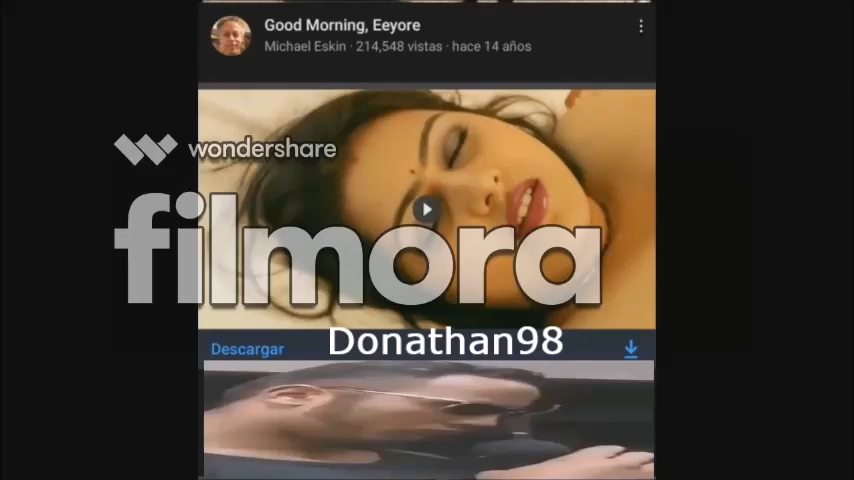 Good Morning, Eeyore
Michael Eskin · 214,548 vistas · hace 14 años
wondershare
filmora
Donathan98
Descargar